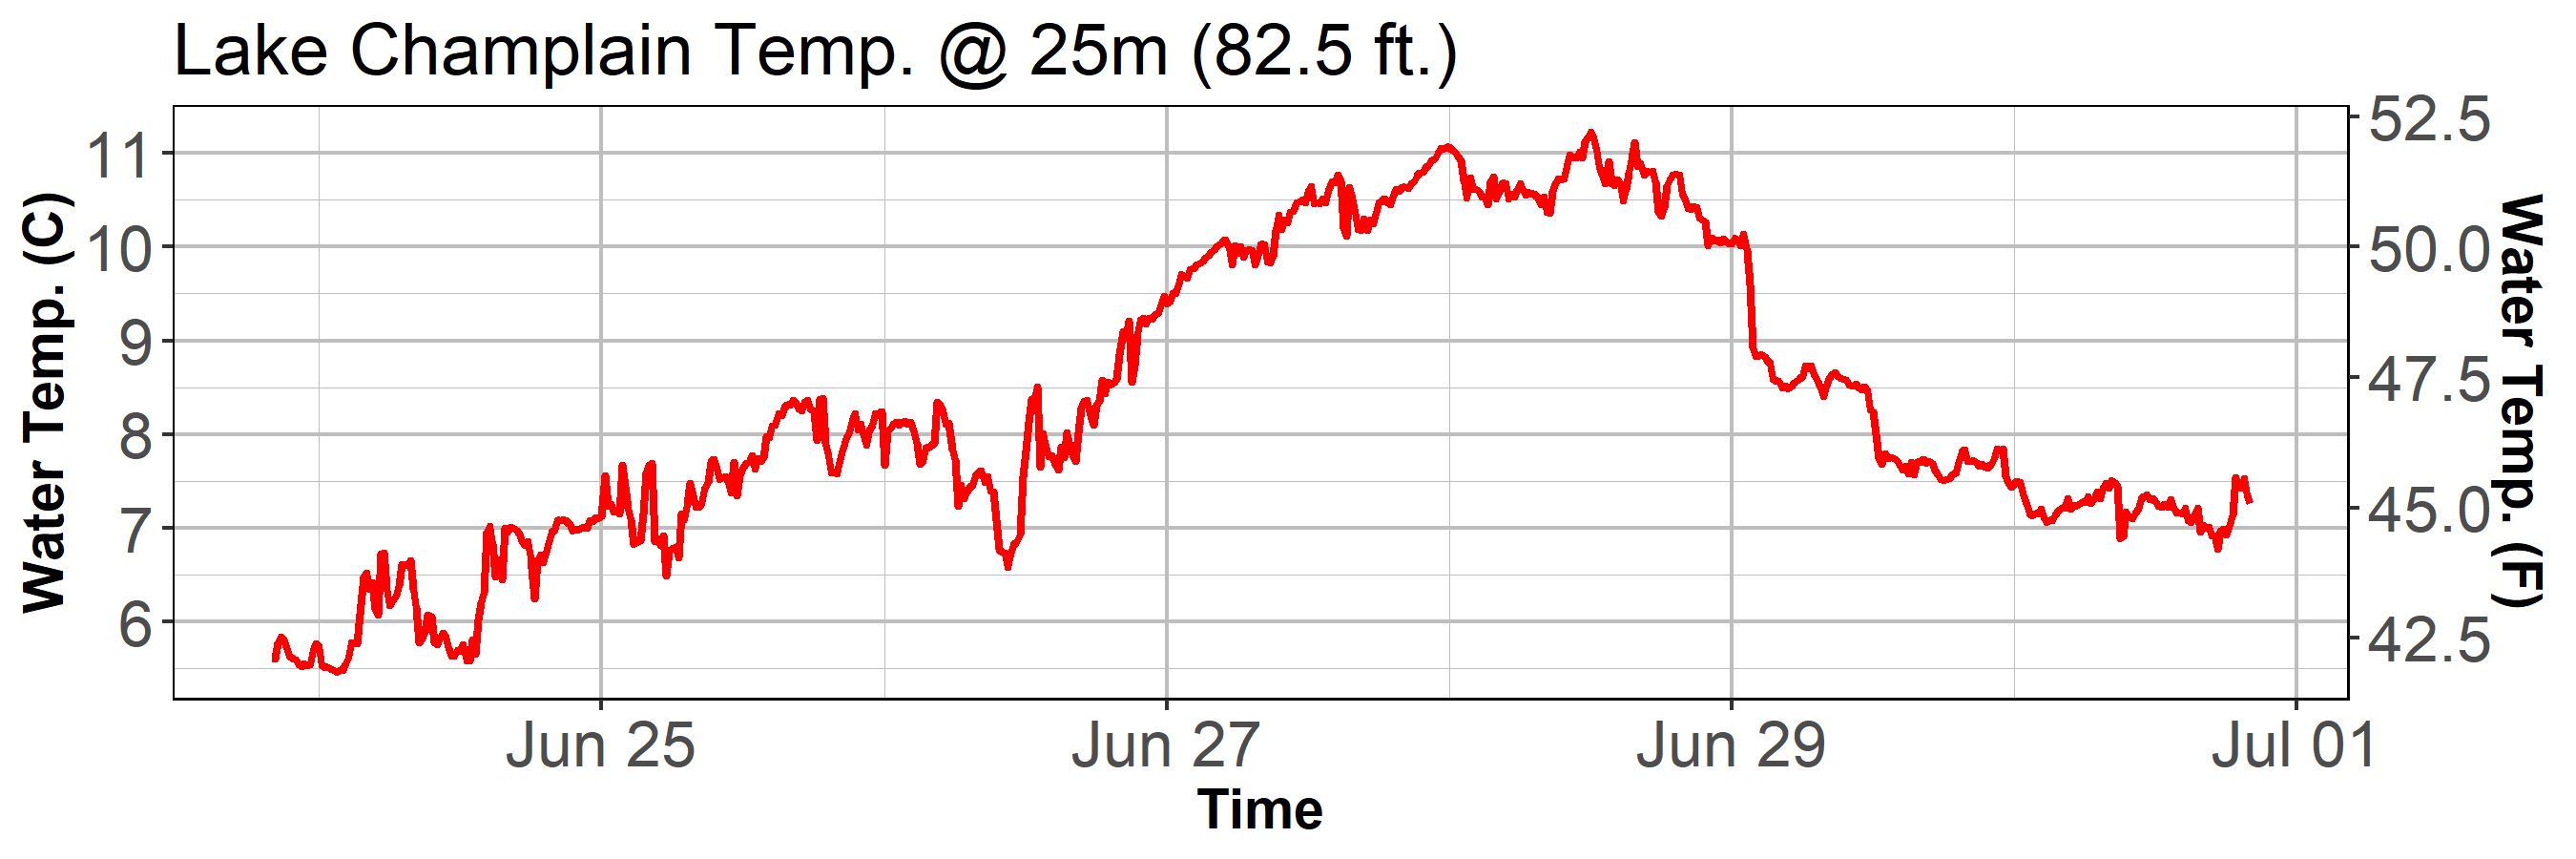 Lake Champlain Temp. @ 25m (82.5 ft.)
Water Temp. (C)
11
10
9
8
7
6
52.5
50.0
47.5
45.0
42.5
Water Temp. (F)
Jun 25 Jun 27 Jun 29 Jul 01
Time